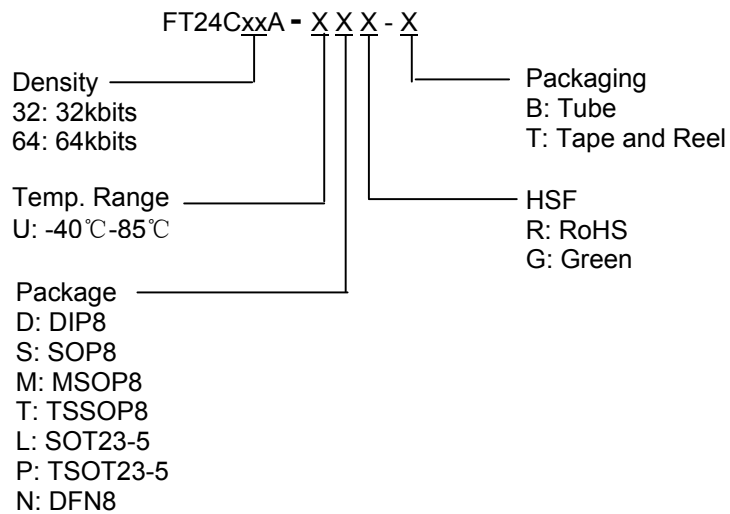 FT24CxxA - X X X - X
Density
32: 32kbits
64: 64kbits
Temp. Range
U: -40℃-85℃
Package
D: DIP8
S: SOP8
M: MSOP8
T: TSSOP8
L: SOT23-5
P: TSOT23-5
N: DFN8
Packaging
B: Tube
T: Tape and Reel
HSF
R: RoHS
G: Green